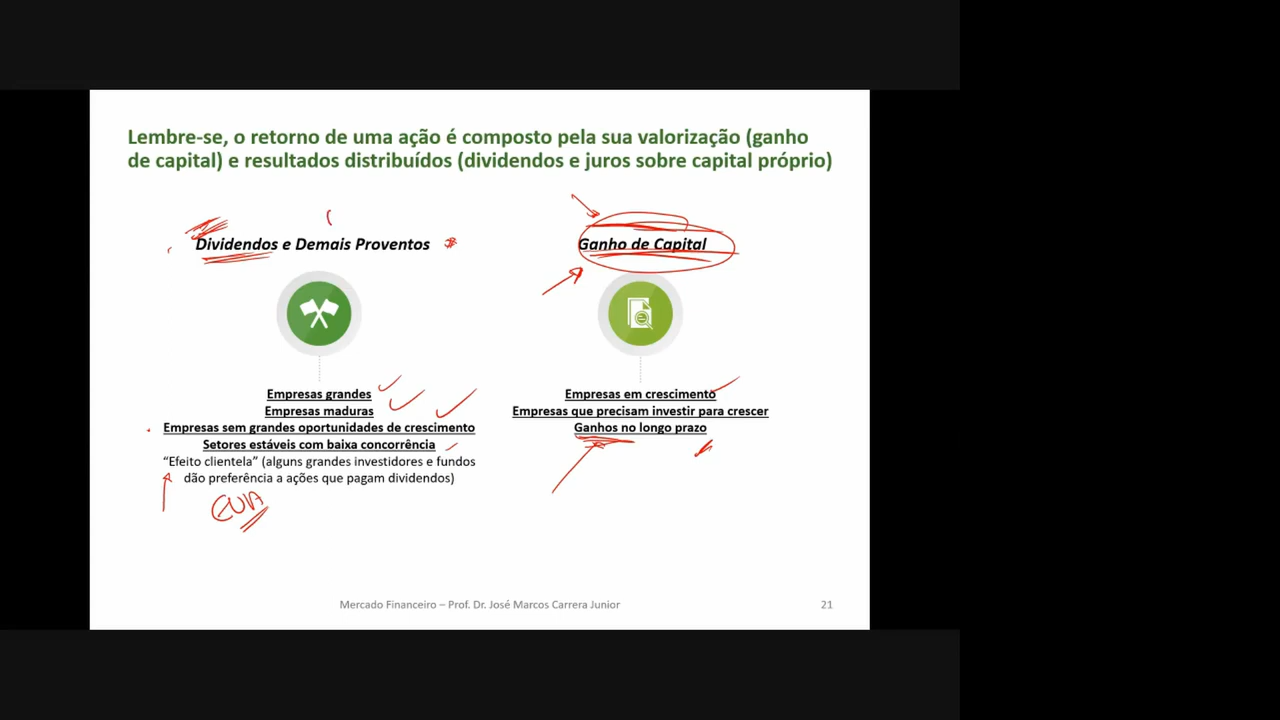 Lembre-se, o retorno de uma ação é composto pela sua valorização (ganho
de capital) e resultados distribuídos (dividendos e juros sobre capital próprio)
Dividendos e Demais Proventos
Empresas grandes
Empresas maduras
Empresas sem grandes oportunidades de crescimento
Setores estáveis com baixa concorrência
“Efeito clientela” (alguns grandes investidores e fundos
dão preferência a ações que pagam dividendos)
EUA
Ganho de Capital
Empresas em crescimento
Empresas que precisam investir para crescer
Ganhos no longo prazo
Mercado Financeiro – Prof. Dr. José Marcos Carrera Junior
21